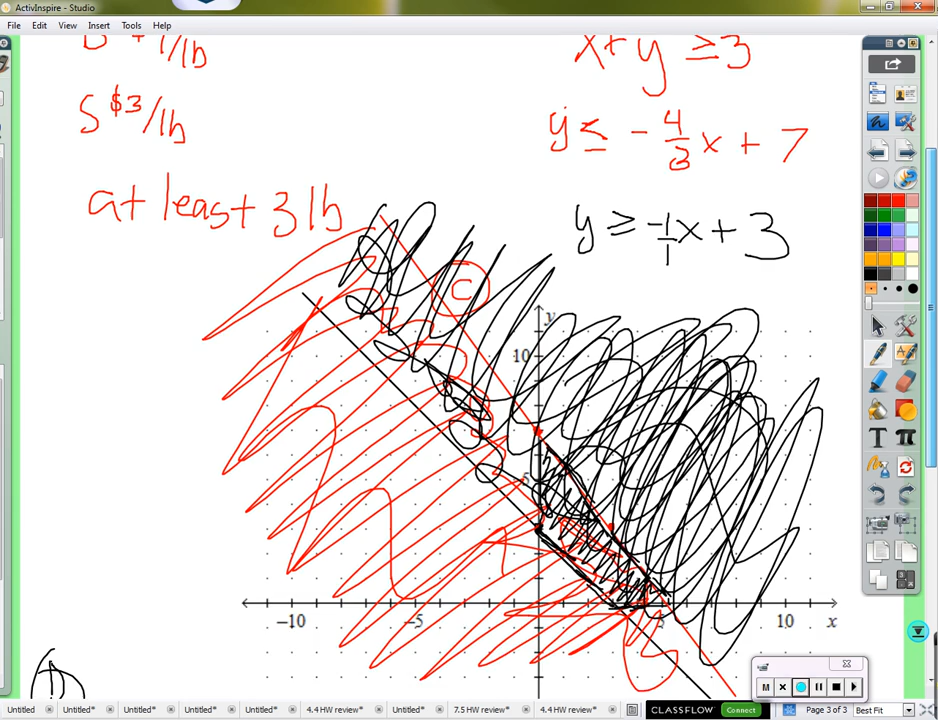 ActivInspire - Studio
File Edit View Insert Tools Help
$1/lb
x + y ≥ 3
S $3/lb
y ≤ - 4/3 x + 7
at least 3 lb
y ≥ -1/1 x + 3
C
y
10
5
-10 -5 5 10 x
M
Untitled Untitled* Untitled* Untitled* Untitled* 4.4 HW review* Untitled* 7.5 HW review* 4.4 HW review* Untitled* CLASSFLOW Connect Page 3 of 3 Best Fit